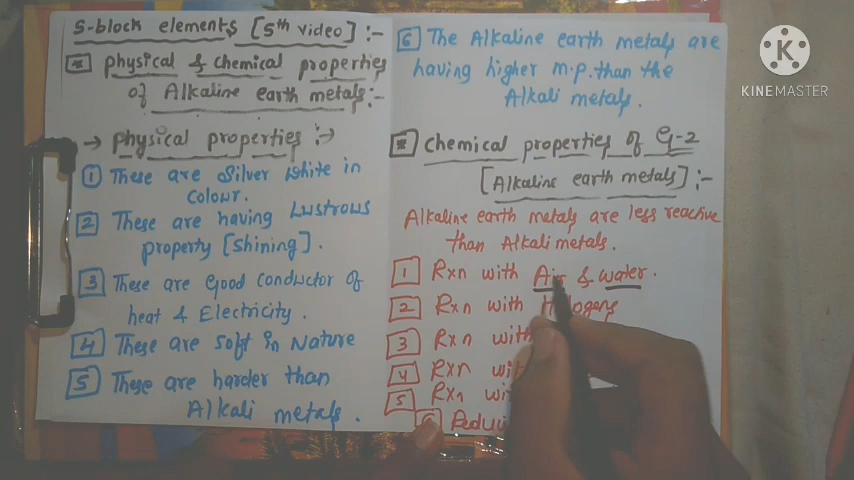 S-block elements [5th video] :-
* physical & chemical properties
of Alkaline earth metals:-
→ physical properties :→
1 These are Silver white in
colour.
2 These are having Lustrows
property [shining].
3 These are Good Conductor of
heat & Electricity.
4 These are soft in Nature
5 These are harder than
Alkali metals.
6 The Alkaline earth metals are
having higher m.p. than the
Alkali metals.
* Chemical properties of G-2
[Alkaline earth metals] :-
Alkaline earth metals are less reactive
than Alkali metals.
1 Rxn with Air & water.
2 Rxn with Halogens
3 Rxn with
4 Rxn
5 Rxn
6
K
KINEMASTER